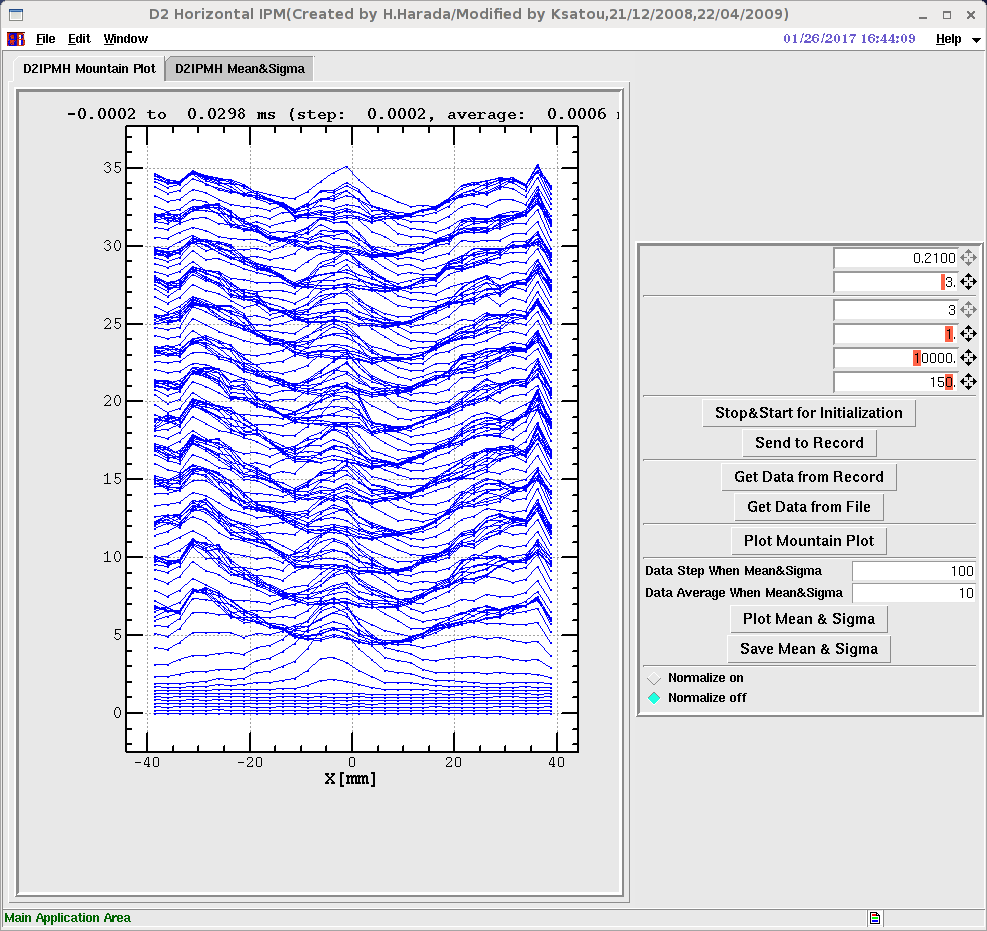 D2 Horizontal IPM(Created by H.Harada/Modified by Ksatou,21/12/2008,22/04/2009)
File Edit Window 01/26/2017 16:44:09 Help
D2IPMH Mountain Plot D2IPMH Mean&Sigma
-0.0002 to 0.0298 ms (step: 0.0002, average: 0.0006
35
30
25
20
15
10
5
0
-40 -20 0 20 40
X[mm]
0.2100
3.
3
1.
10000.
150.
Stop&Start for Initialization
Send to Record
Get Data from Record
Get Data from File
Plot Mountain Plot
Data Step When Mean&Sigma 100
Data Average When Mean&Sigma 10
Plot Mean & Sigma
Save Mean & Sigma
Normalize on
Normalize off
Main Application Area